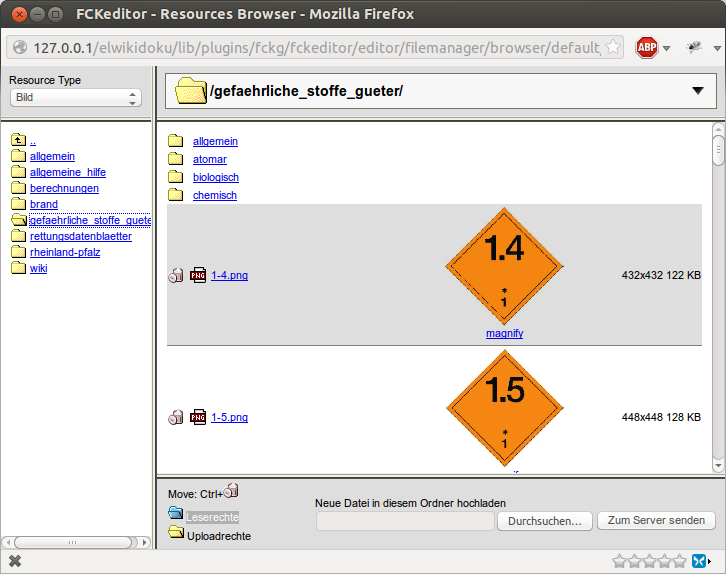 FCKeditor - Resources Browser - Mozilla Firefox
127.0.0.1/elwikidoku/lib/plugins/fckg/fckeditor/editor/filemanager/browser/default
ABP
Resource Type
Bild
/gefaehrliche_stoffe_gueter/
..
allgemein
allgemeine_hilfe
berechnungen
brand
gefaehrliche_stoffe_guete
rettungsdatenblaetter
rheinland-pfalz
wiki
allgemein
atomar
biologisch
chemisch
1.4
*
1
PNG 1-4.png
432x432 122 KB
magnify
1.5
*
1
PNG 1-5.png
448x448 128 KB
Move: Ctrl+
Leserechte
Uploadrechte
Neue Datei in diesem Ordner hochladen
Durchsuchen...
Zum Server senden